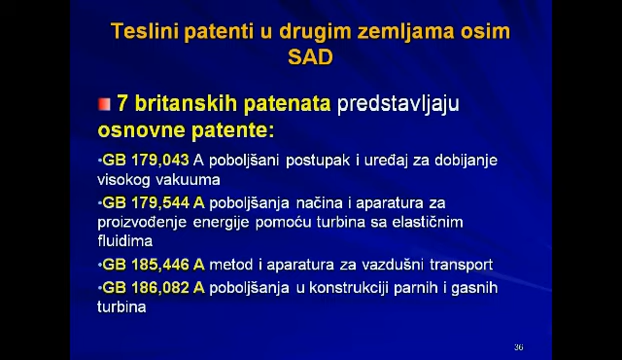 Teslini patenti u drugim zemljama osim
SAD
7 britanskih patenata predstavljaju
osnovne patente:
•GB 179,043 A poboljšani postupak i uređaj za dobijanje
visokog vakuuma
•GB 179,544 A poboljšanja načina i aparatura za
proizvođenje energije pomoću turbina sa elastičnim
fluidima
•GB 185,446 A metod i aparatura za vazdušni transport
•GB 186,082 A poboljšanja u konstrukciji parnih i gasnih
turbina
36